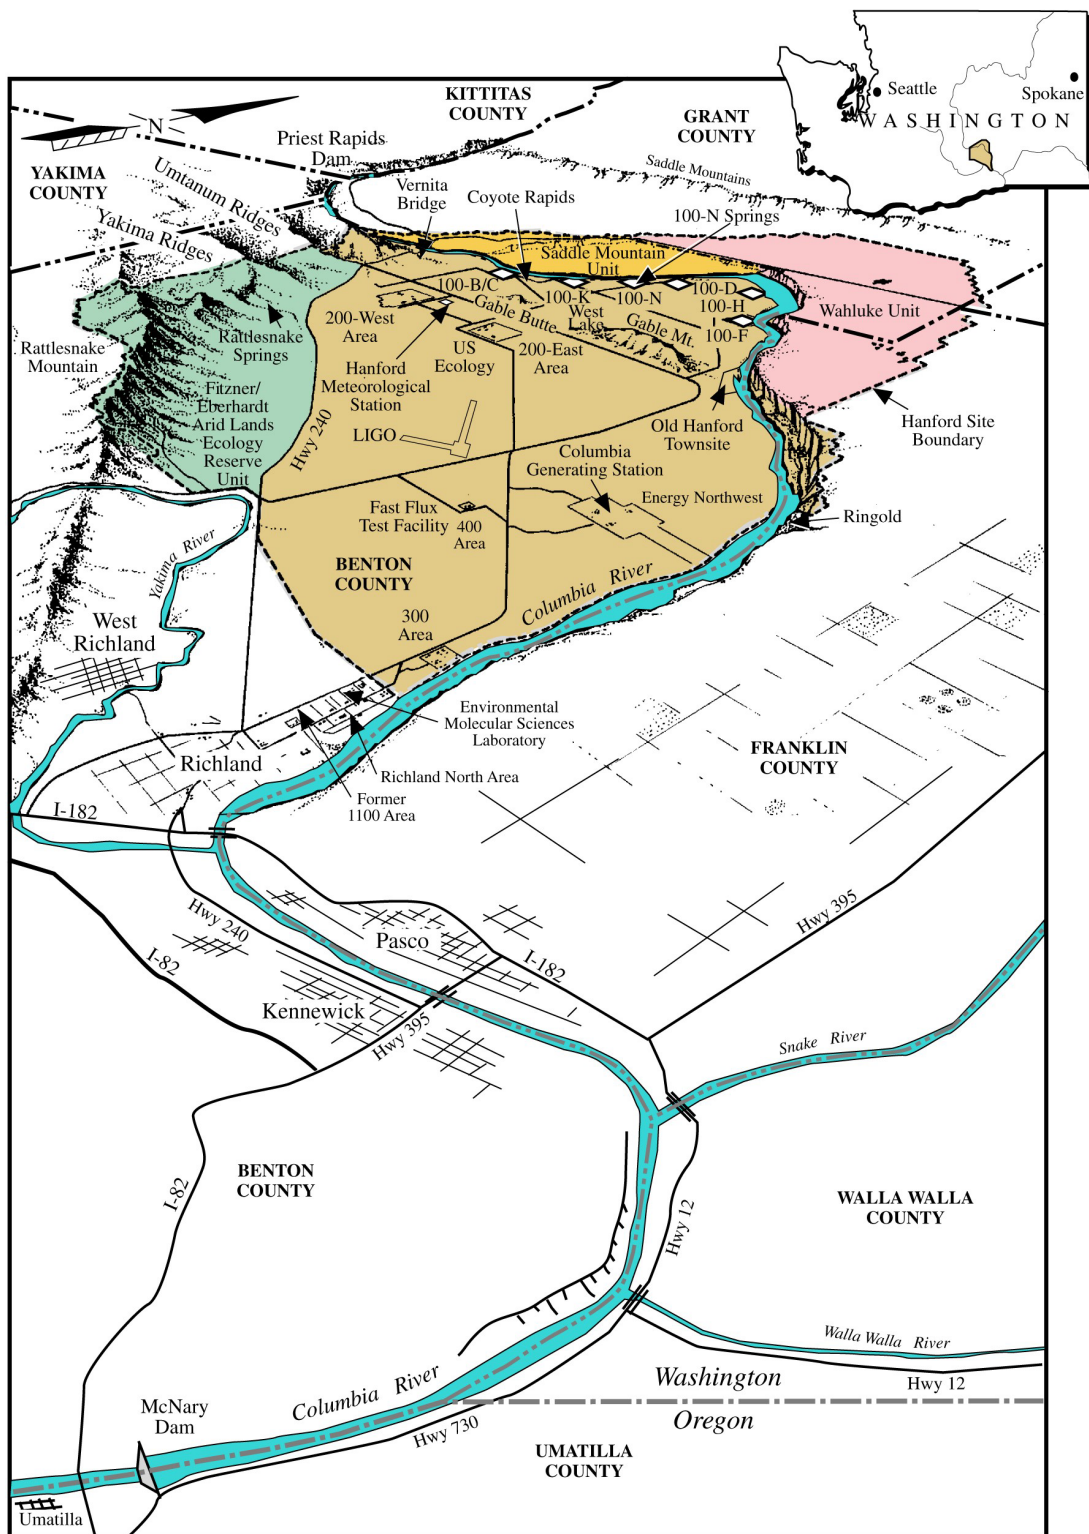 Seattle
Spokane
WASHINGTON
KITTITAS
COUNTY
GRANT
COUNTY
N
Priest Rapids
Dam
YAKIMA
COUNTY
Umtanum Ridges
Yakima Ridges
Vernita
Bridge
Coyote Rapids
Saddle Mountains
100-N Springs
Saddle Mountain
Unit
100-B/C
100-K
100-N
100-D
100-H
100-F
West
Lake
Gable Butte
Gable Mt.
Wahluke Unit
200-West
Area
US
Ecology
200-East
Area
Rattlesnake
Springs
Rattlesnake
Mountain
Hanford
Meteorological
Station
Fitzner/
Eberhardt
Arid Lands
Ecology
Reserve
Unit
Hwy 240
LIGO
Old Hanford
Townsite
Hanford Site
Boundary
Columbia
Generating Station
Energy Northwest
Fast Flux
Test Facility
400
Area
Ringold
Yakima River
BENTON
COUNTY
Columbia River
300
Area
West
Richland
Environmental
Molecular Sciences
Laboratory
Richland
Richland North Area
Former
1100 Area
FRANKLIN
COUNTY
I-182
Hwy 240
Pasco
I-182
Hwy 395
I-82
Kennewick
Hwy 395
Snake River
BENTON
COUNTY
I-82
Hwy 12
WALLA WALLA
COUNTY
Walla Walla River
Hwy 12
Washington
Oregon
Columbia River
McNary
Dam
Hwy 730
UMATILLA
COUNTY
Umatilla